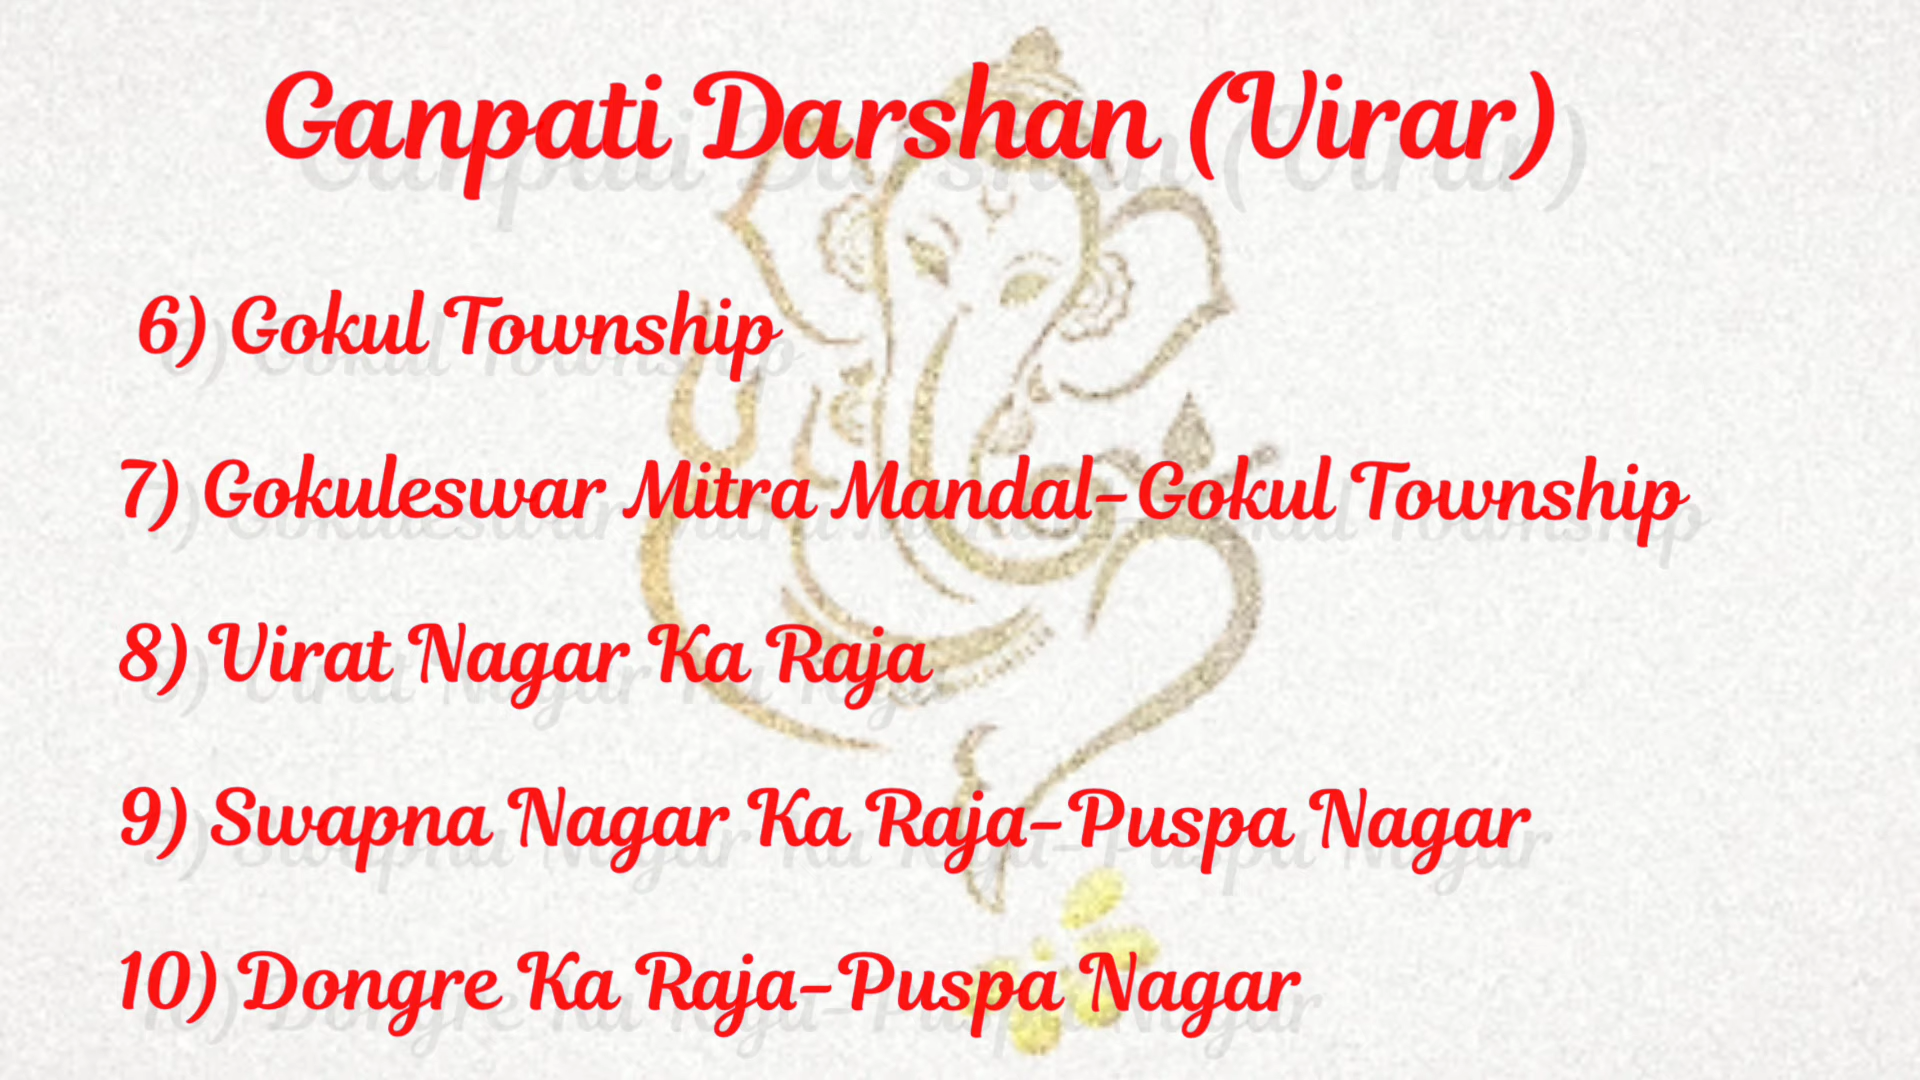 Ganpati Darshan (Virar)
6) Gokul Township
7) Gokuleswar Mitra Mandal-Gokul Township
8) Virat Nagar Ka Raja
9) Swapna Nagar Ka Raja-Puspa Nagar
10) Dongre Ka Raja-Puspa Nagar